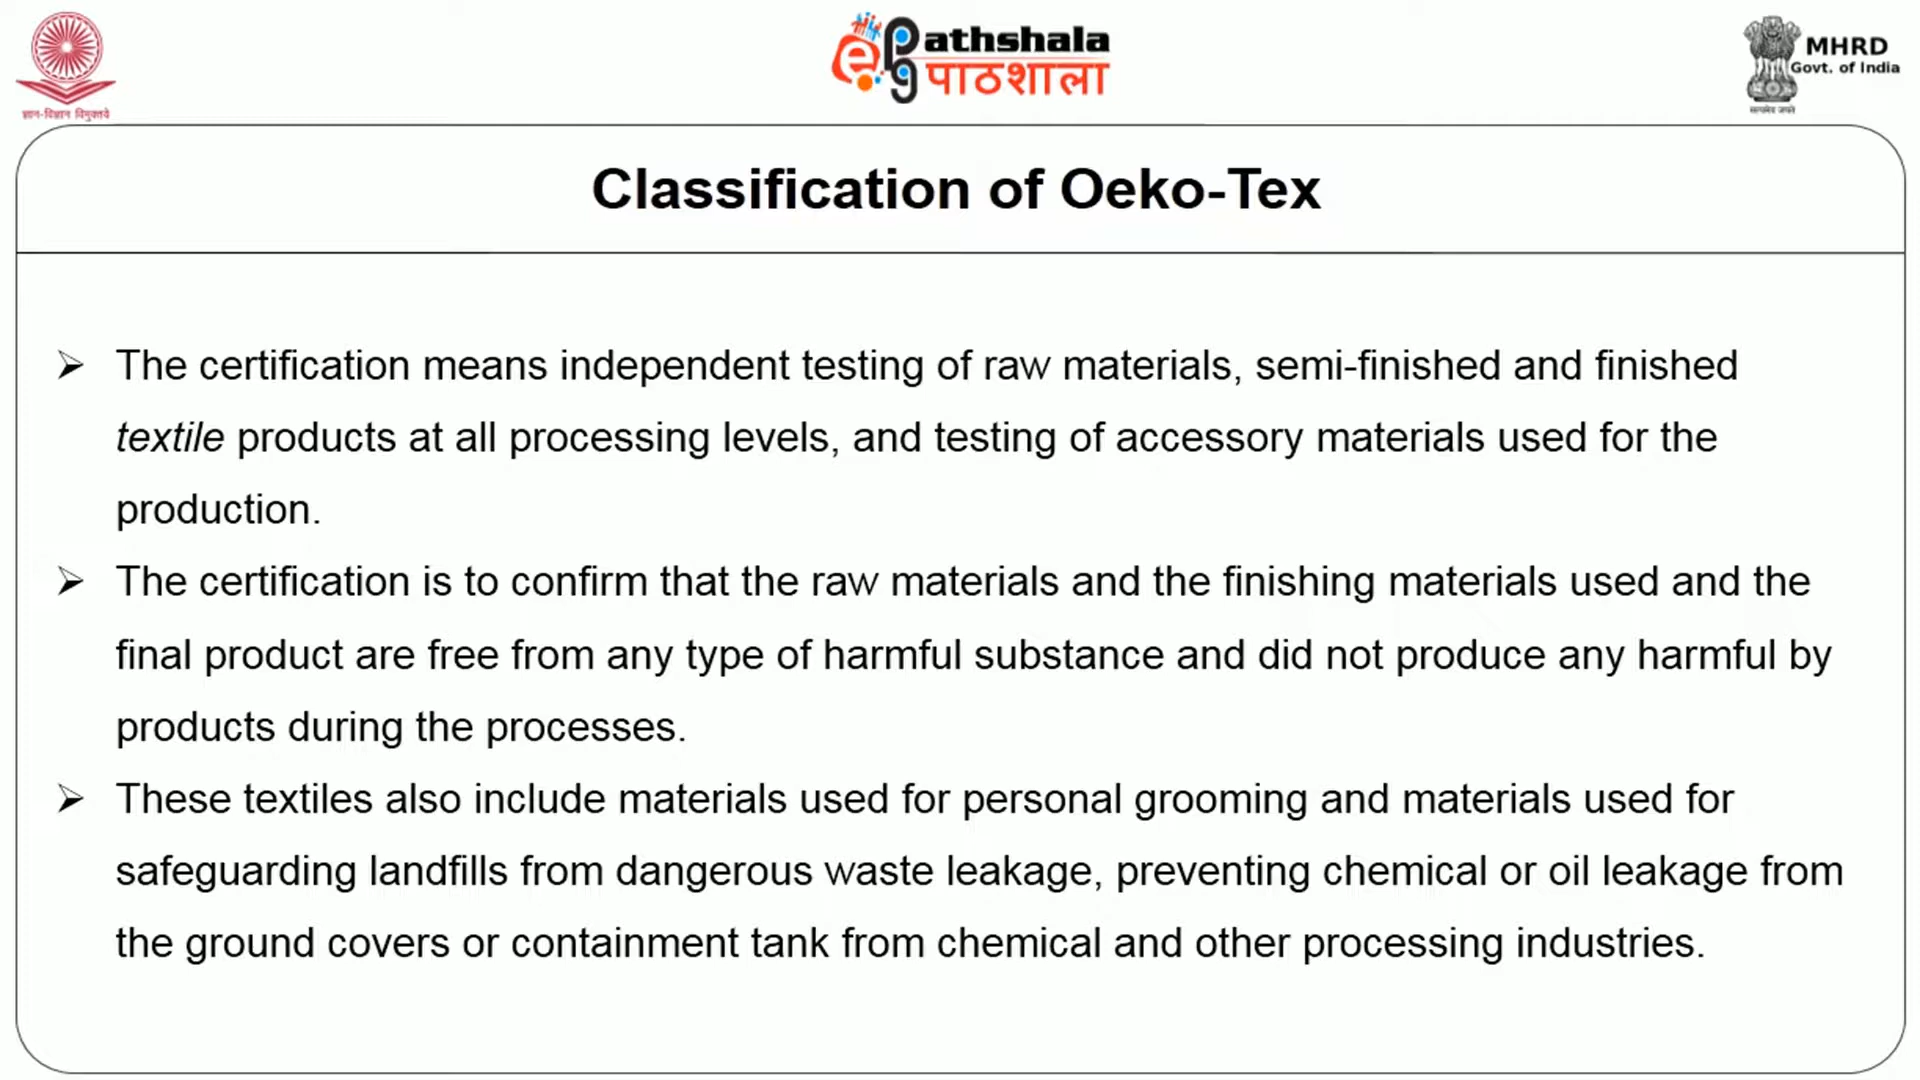 ज्ञान-विज्ञान विमुक्तये
e
pg
athshala
पाठशाला
MHRD
Govt. of India
सत्यमेव जयते
Classification of Oeko-Tex
➢ The certification means independent testing of raw materials, semi-finished and finished
textile products at all processing levels, and testing of accessory materials used for the
production.
➢ The certification is to confirm that the raw materials and the finishing materials used and the
final product are free from any type of harmful substance and did not produce any harmful by
products during the processes.
➢ These textiles also include materials used for personal grooming and materials used for
safeguarding landfills from dangerous waste leakage, preventing chemical or oil leakage from
the ground covers or containment tank from chemical and other processing industries.